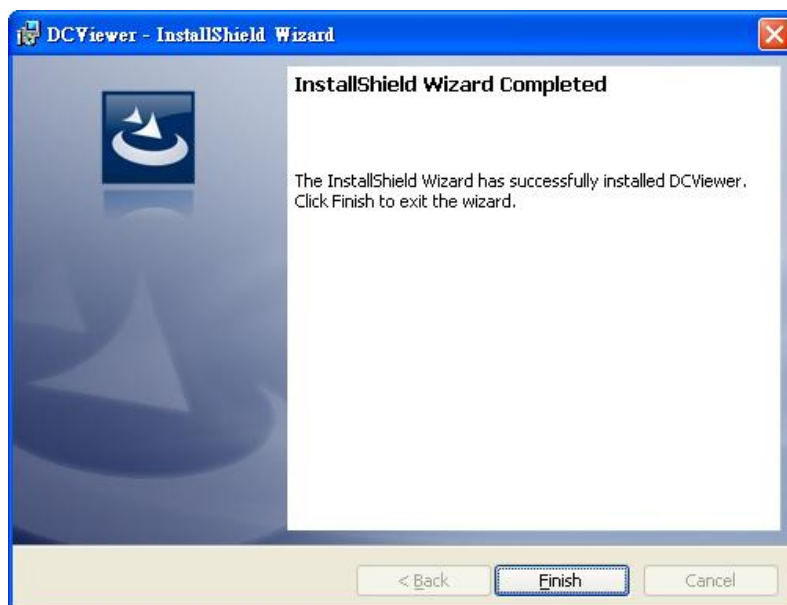 DCViewer - InstallShield Wizard
InstallShield Wizard Completed
The InstallShield Wizard has successfully installed DCViewer.
Click Finish to exit the wizard.
< Back
Finish
Cancel